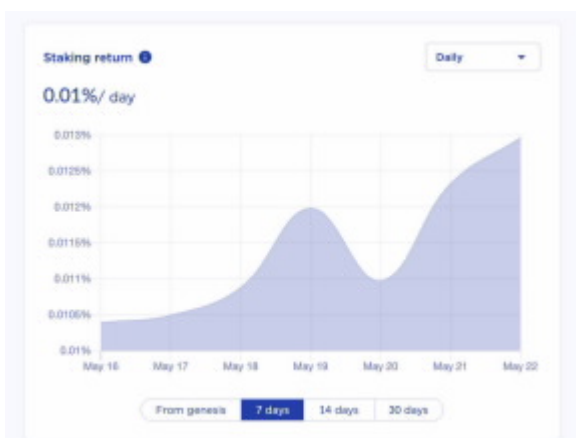 Staking return
Daily
0.01%/ day
0.013%
0.0125%
0.012%
0.0115%
0.011%
0.0105%
0.01%
May 16 May 17 May 18 May 19 May 20 May 21 May 22
From genesis 7 days 14 days 30 days